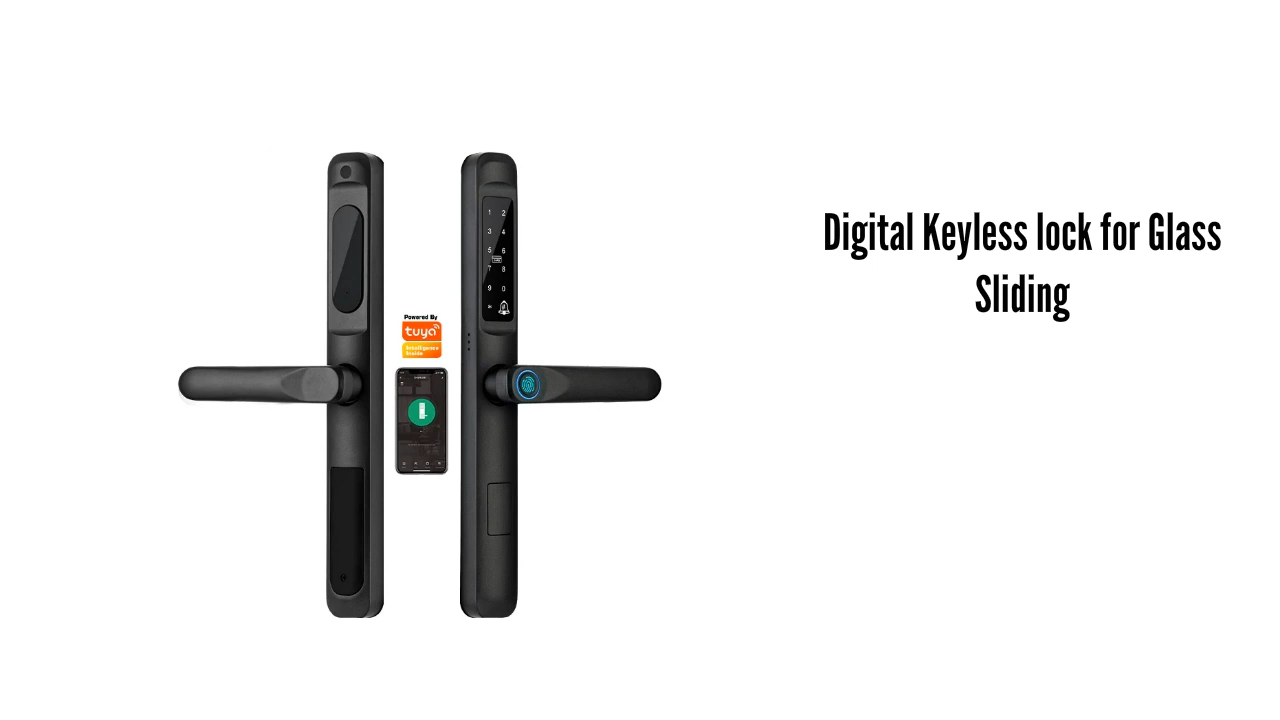 Digital Keyless lock for Glass
Sliding
Powered By
tuya
Intelligence
Inside
1 2
3 4
5 6
7 8
9 0